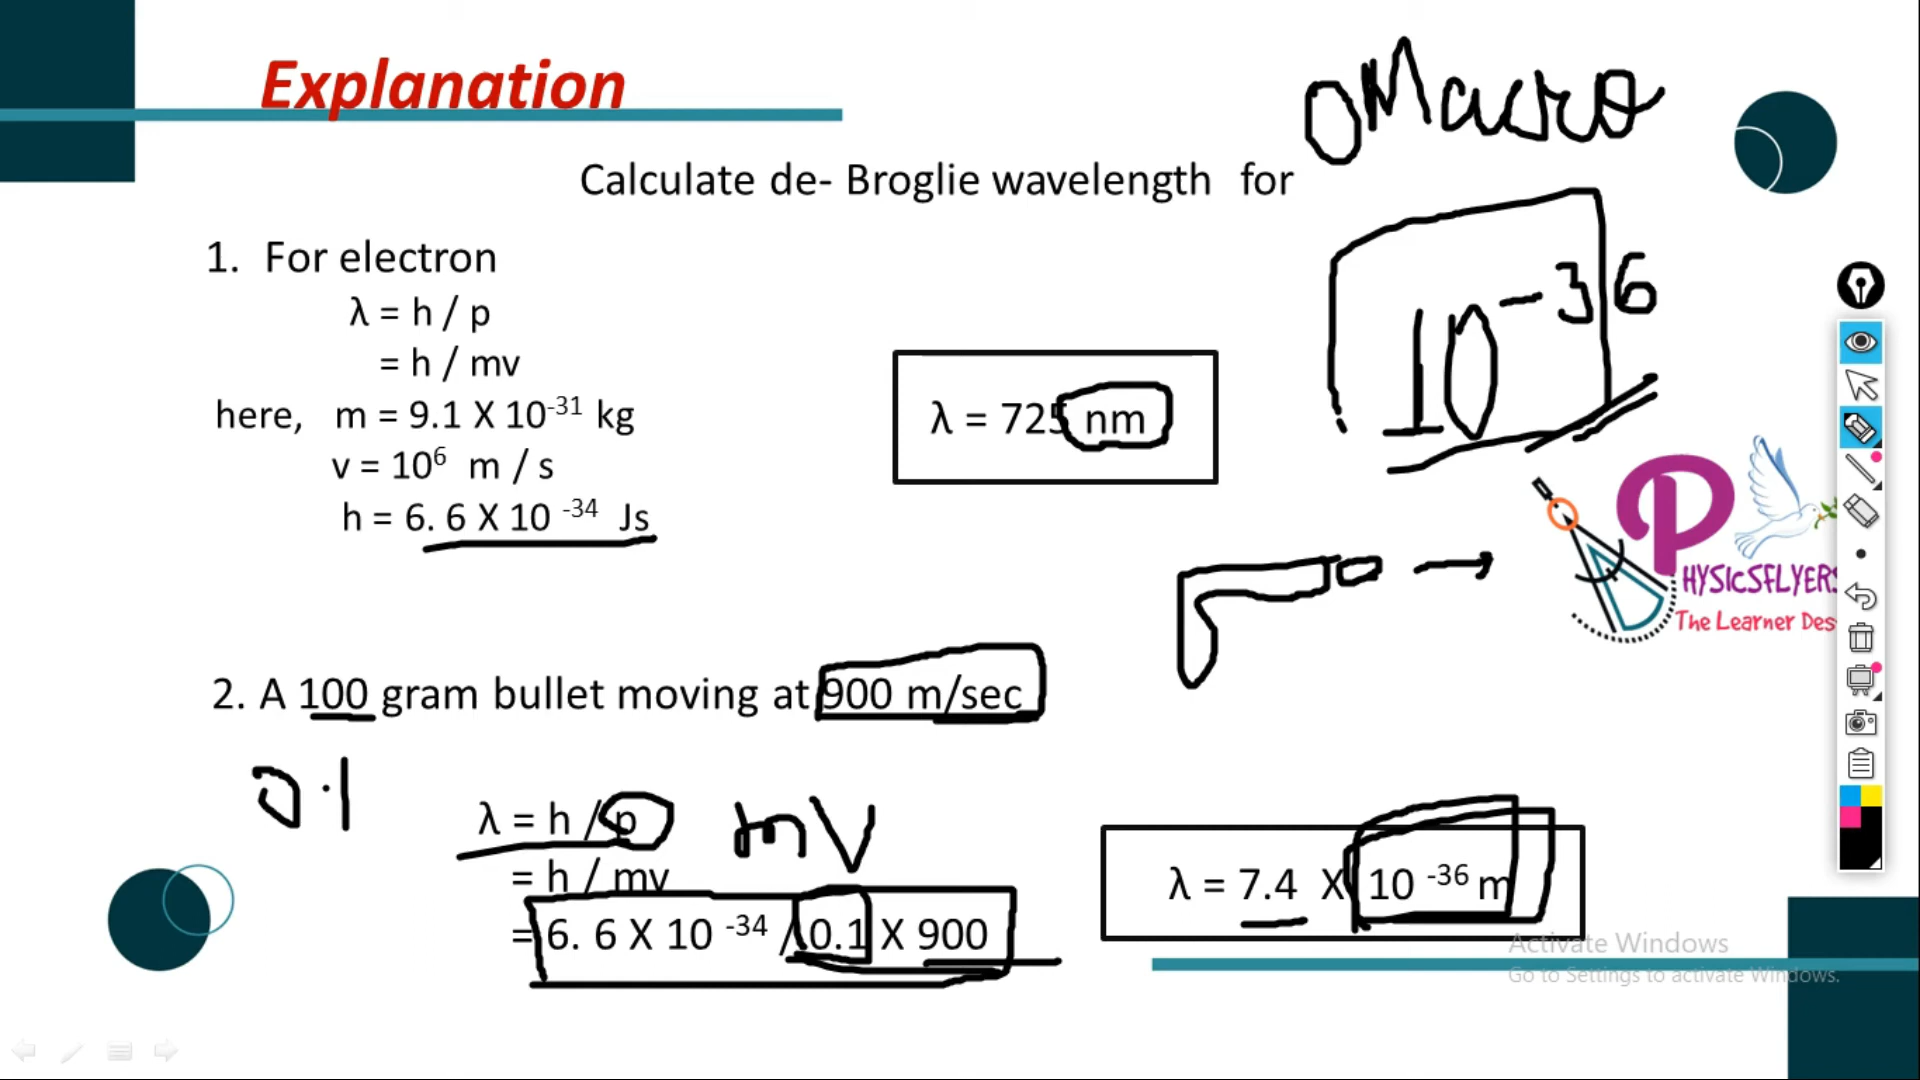 Explanation
Macro
Calculate de- Broglie wavelength for
1. For electron
λ = h / p
= h / mv
here, m = 9.1 X 10⁻³¹ kg
v = 10⁶ m / s
h = 6. 6 X 10 ⁻³⁴ Js
λ = 725 nm
10⁻³⁶
PHYSICSFLYERS
The Learner Des
2. A 100 gram bullet moving at 900 m/sec
0.1
λ = h / p
mv
= h / mv
= 6. 6 X 10 ⁻³⁴ / 0.1 X 900
λ = 7.4 X 10 ⁻³⁶ m
Activate Windows
Go to Settings to activate Windows.